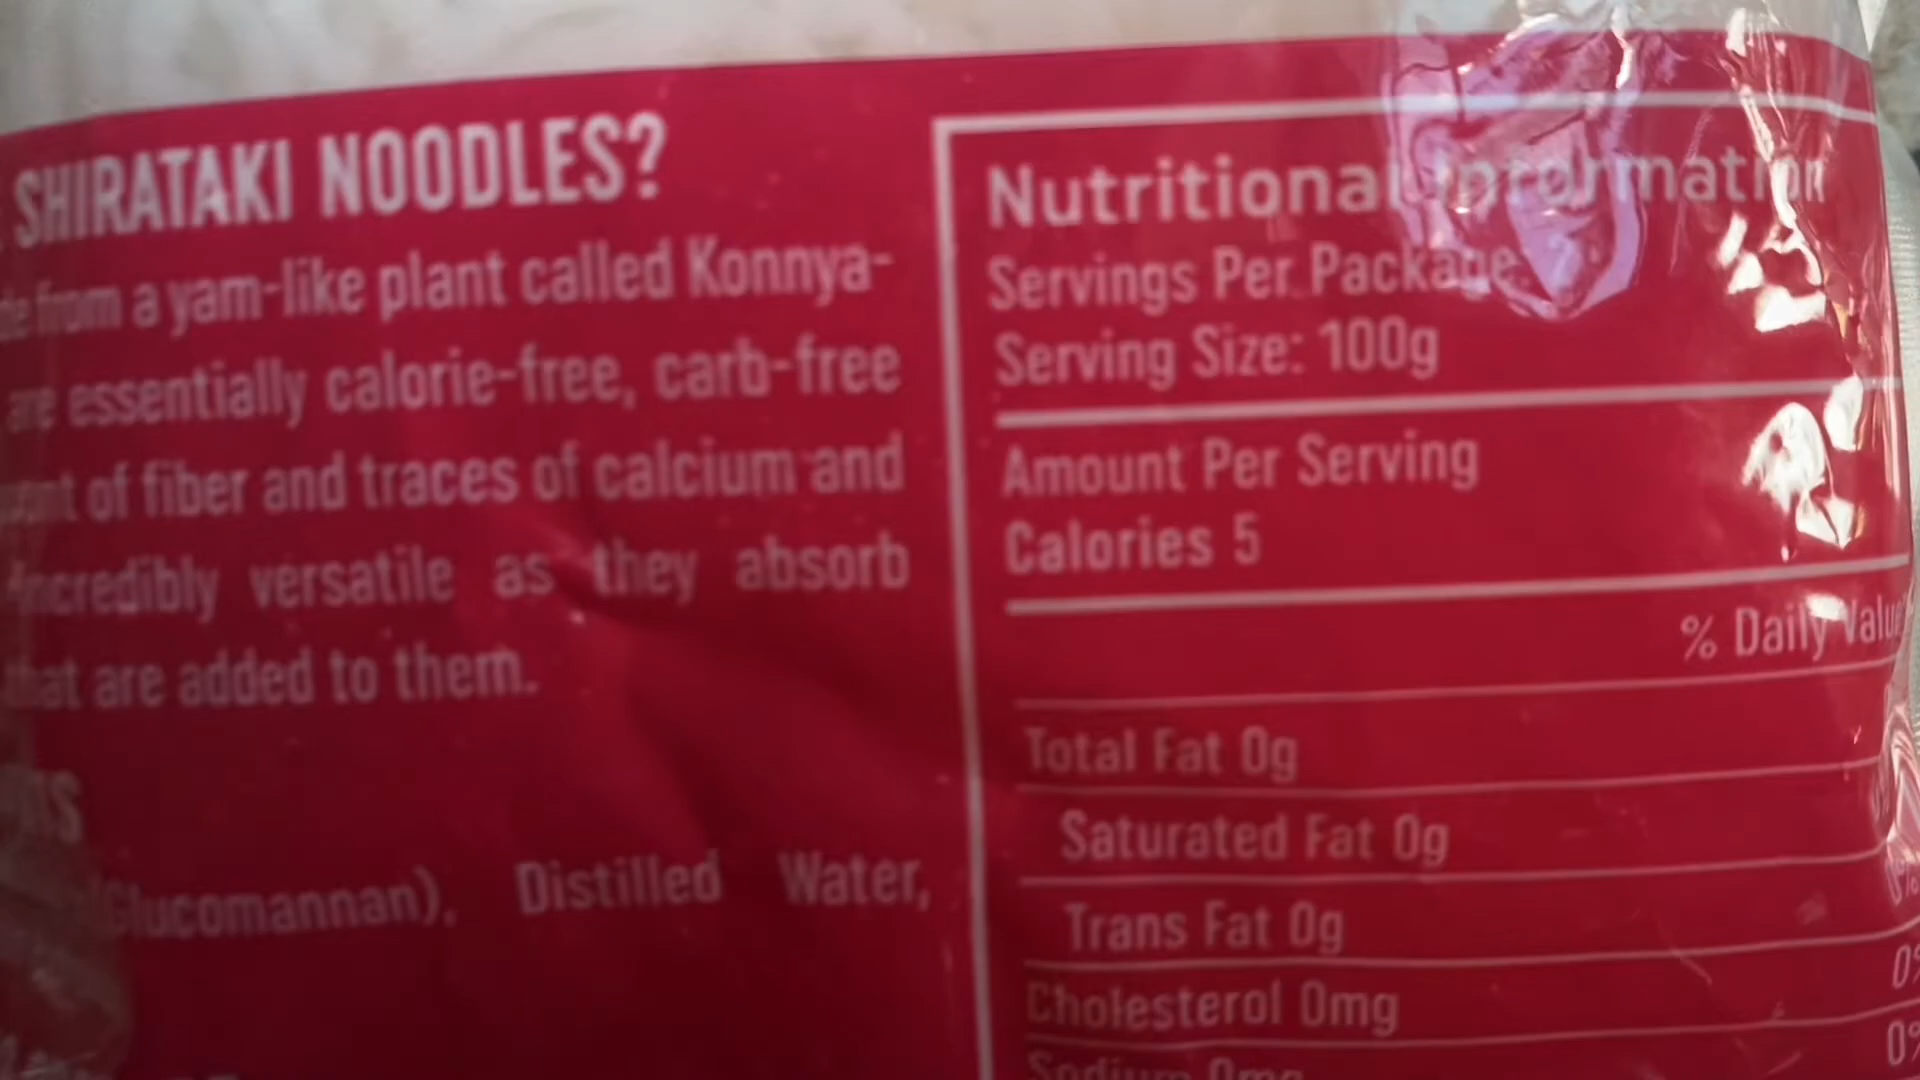 SHIRATAKI NOODLES?
from a yam-like plant called Konnya-
are essentially calorie-free, carb-free
of fiber and traces of calcium and
incredibly versatile as they absorb
that are added to them.
(Glucomannan), Distilled Water,
Nutritional Information
Servings Per Package
Serving Size: 100g
Amount Per Serving
Calories 5
% Daily Value
Total Fat 0g
Saturated Fat 0g
Trans Fat 0g
Cholesterol 0mg
Sodium 0mg